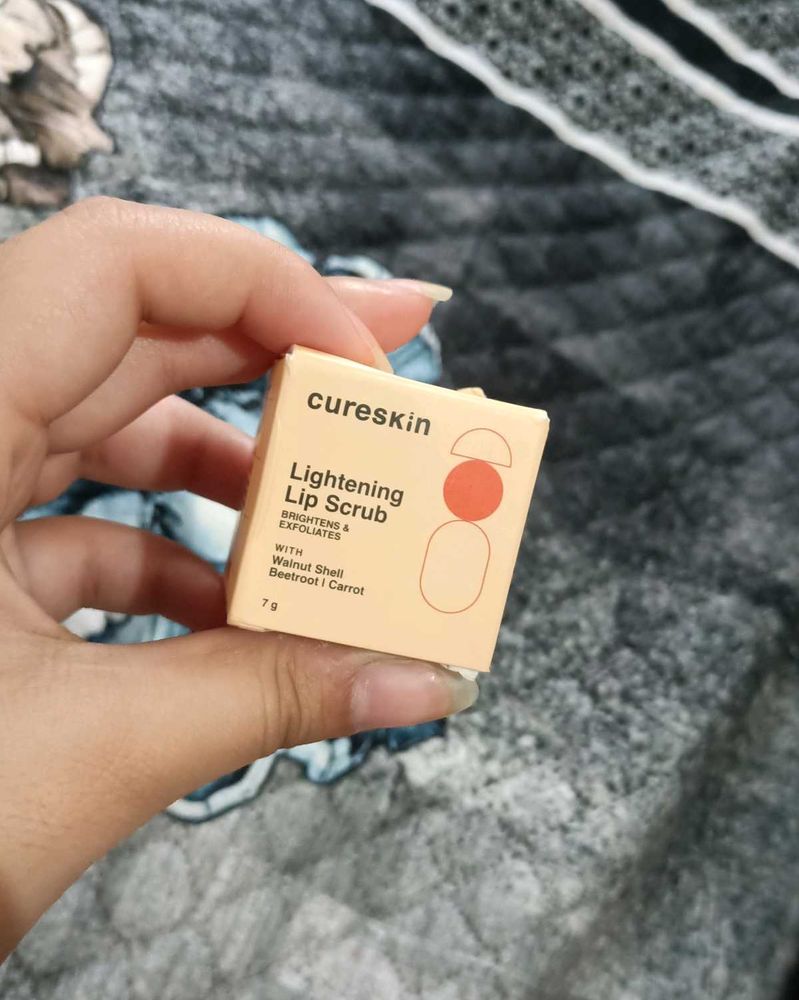 cureskin
Lightening
Lip Scrub
BRIGHTENS &
EXFOLIATES
WITH
Walnut Shell
Beetroot | Carrot
7 g